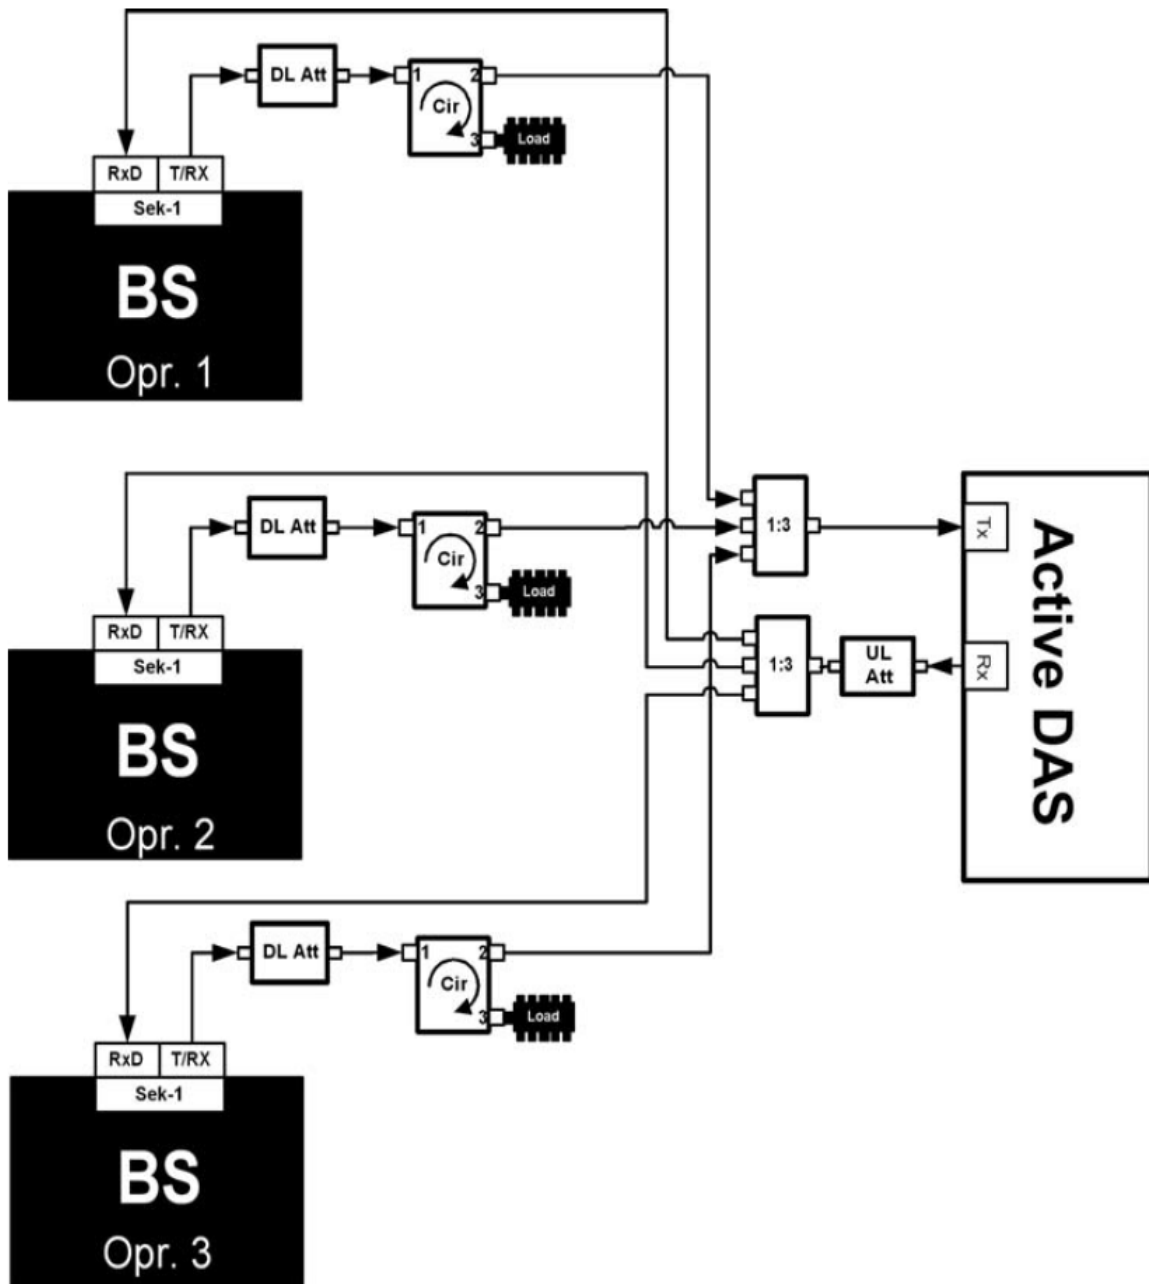 DL Att
1 2
Cir
3 Load
RxD T/RX
Sek-1
BS
Opr. 1
DL Att
1 2
Cir
3 Load
1:3
Tx
RxD T/RX
Sek-1
BS
Opr. 2
1:3
UL
Att
Rx
Active DAS
DL Att
1 2
Cir
3 Load
RxD T/RX
Sek-1
BS
Opr. 3